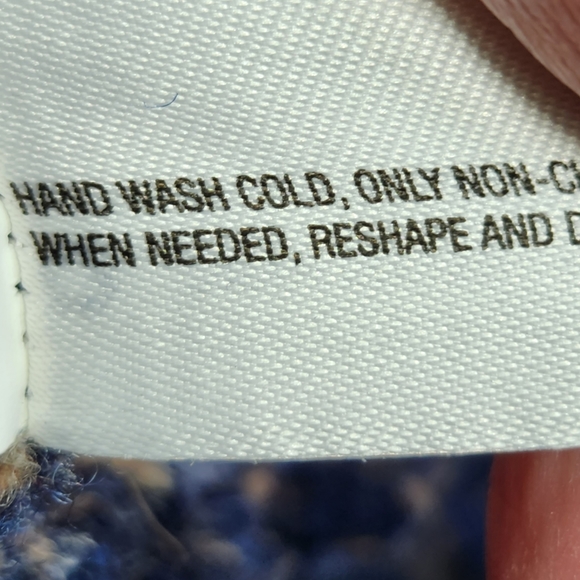 HAND WASH COLD, ONLY NON-C
WHEN NEEDED, RESHAPE AND D